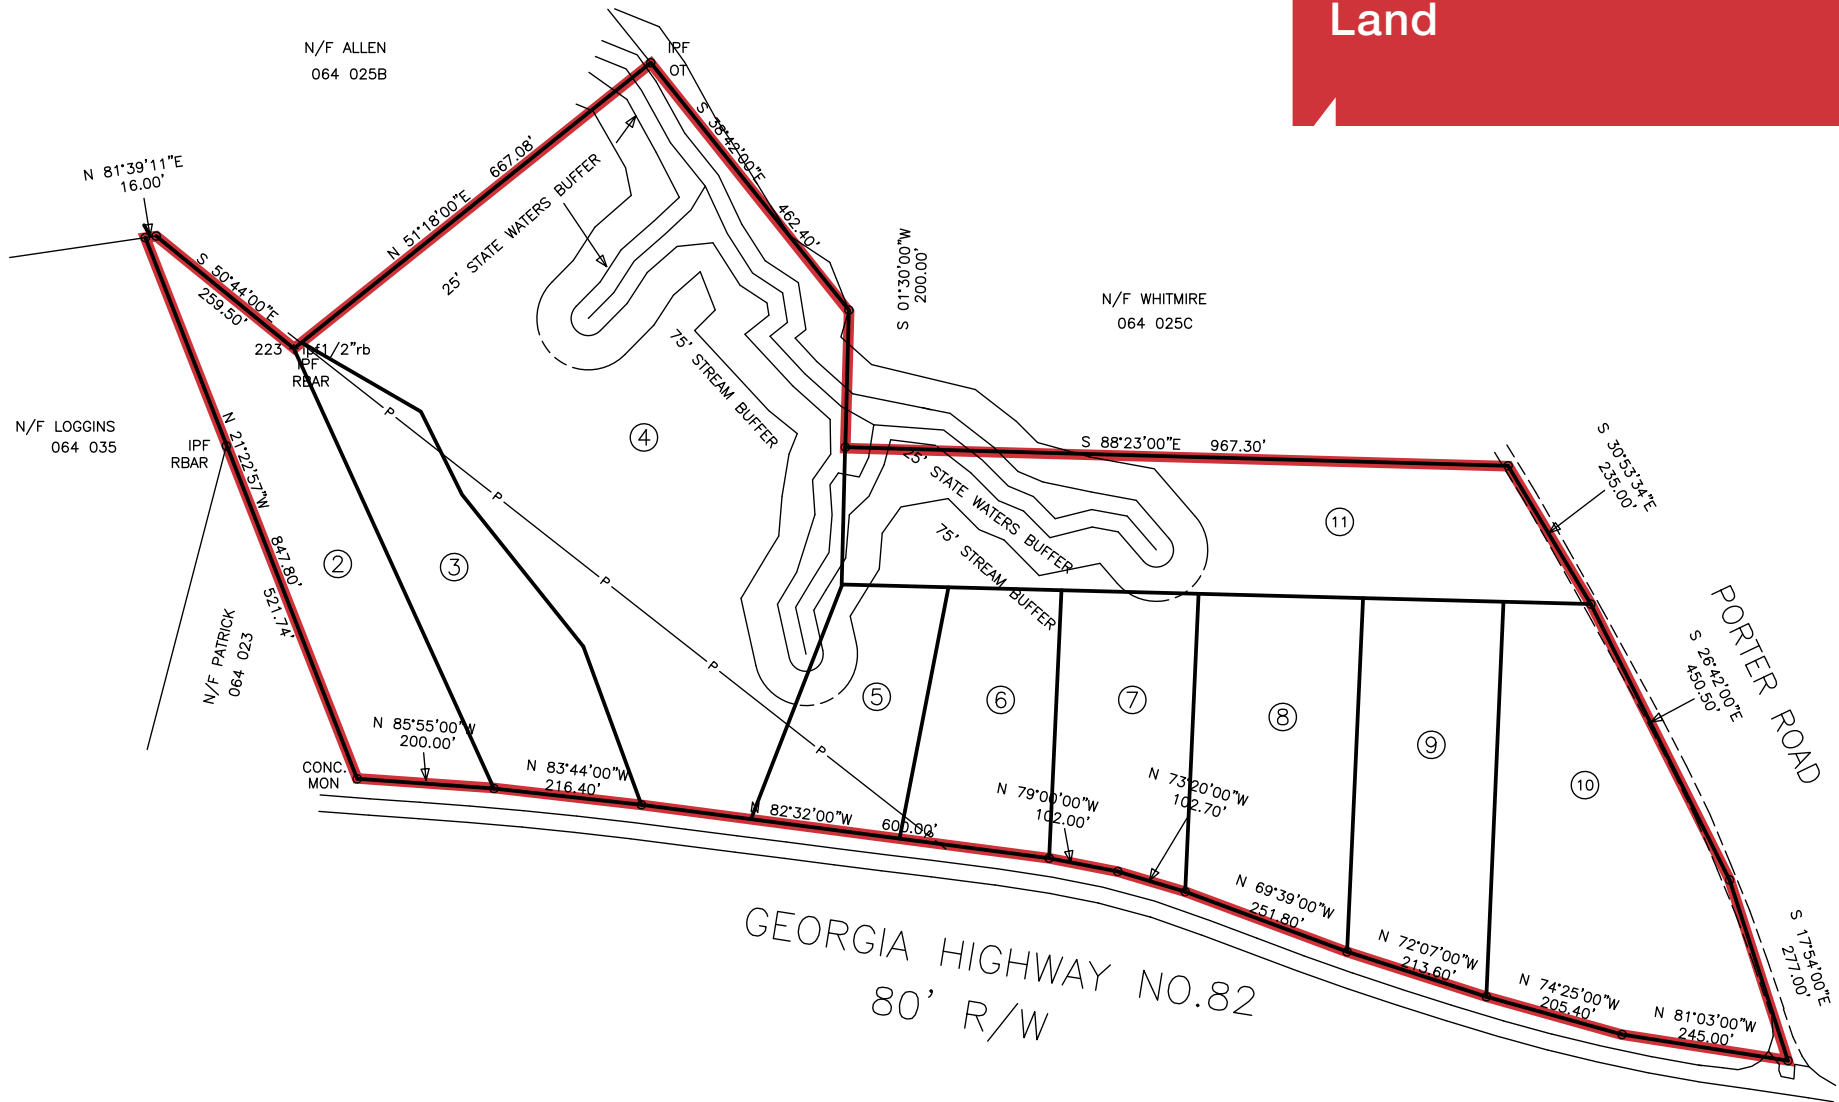 Land
N/F ALLEN
064 025B
IPF
OT
N 81°39'11"E
16.00'
S 50°44'00"E
259.50'
N 51°18'00"E 667.08'
25' STATE WATERS BUFFER
S 38°42'00"E
462.40'
S 01°30'00"W
200.00'
N/F WHITMIRE
064 025C
223 ipf1/2"rb
IPF
RBAR
N/F LOGGINS
064 035
IPF
RBAR
N 21°22'57"W
847.80'
521.74'
N/F PATRICK
064 023
75' STREAM BUFFER
4
P
P
P
P
P
P
S 88°23'00"E 967.30'
25' STATE WATERS BUFFER
75' STREAM BUFFER
11
S 30°53'34"E
235.00'
2
3
5
6
7
8
9
10
S 26°42'00"E
450.50'
PORTER ROAD
CONC.
MON
N 85°55'00"W
200.00'
N 83°44'00"W
216.40'
N 82°32'00"W 600.00'
N 79°00'00"W
102.00'
N 73°20'00"W
102.70'
N 69°39'00"W
251.80'
N 72°07'00"W
213.60'
N 74°25'00"W
205.40'
N 81°03'00"W
245.00'
S 17°54'00"E
277.00'
GEORGIA HIGHWAY NO.82
80' R/W